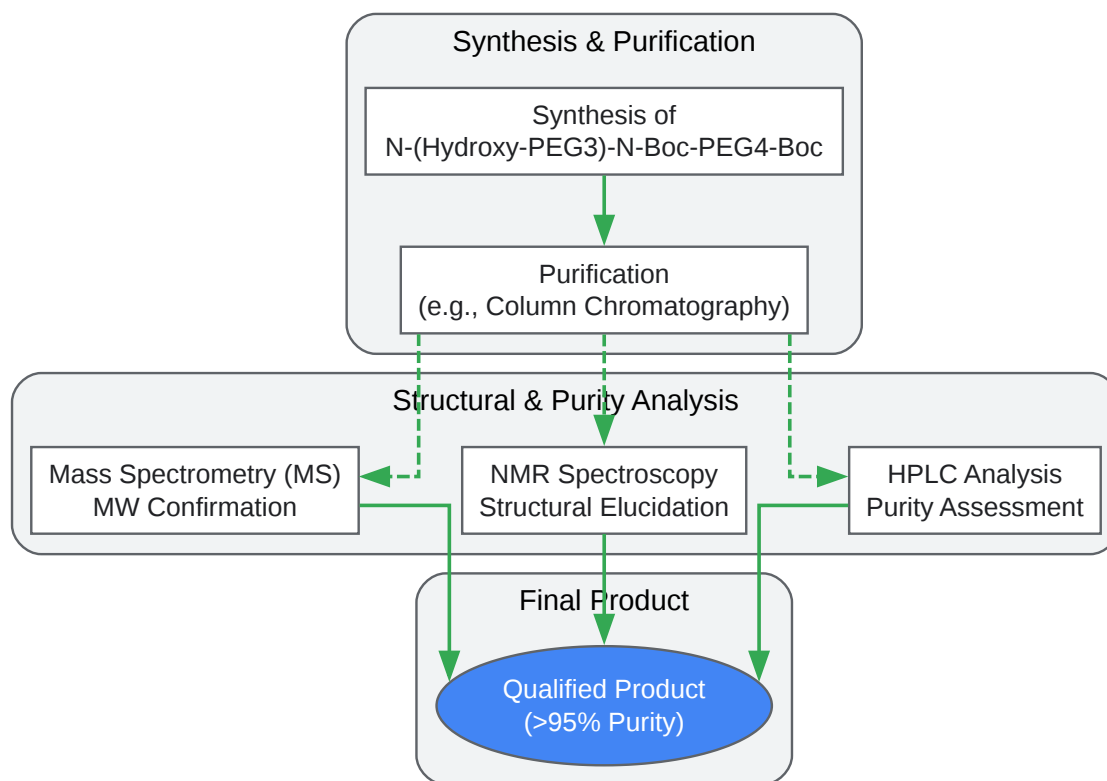 Synthesis & Purification
Synthesis of
N-(Hydroxy-PEG3)-N-Boc-PEG4-Boc
Purification
(e.g., Column Chromatography)
Structural & Purity Analysis
Mass Spectrometry (MS)
MW Confirmation
NMR Spectroscopy
Structural Elucidation
HPLC Analysis
Purity Assessment
Final Product
Qualified Product
(>95% Purity)